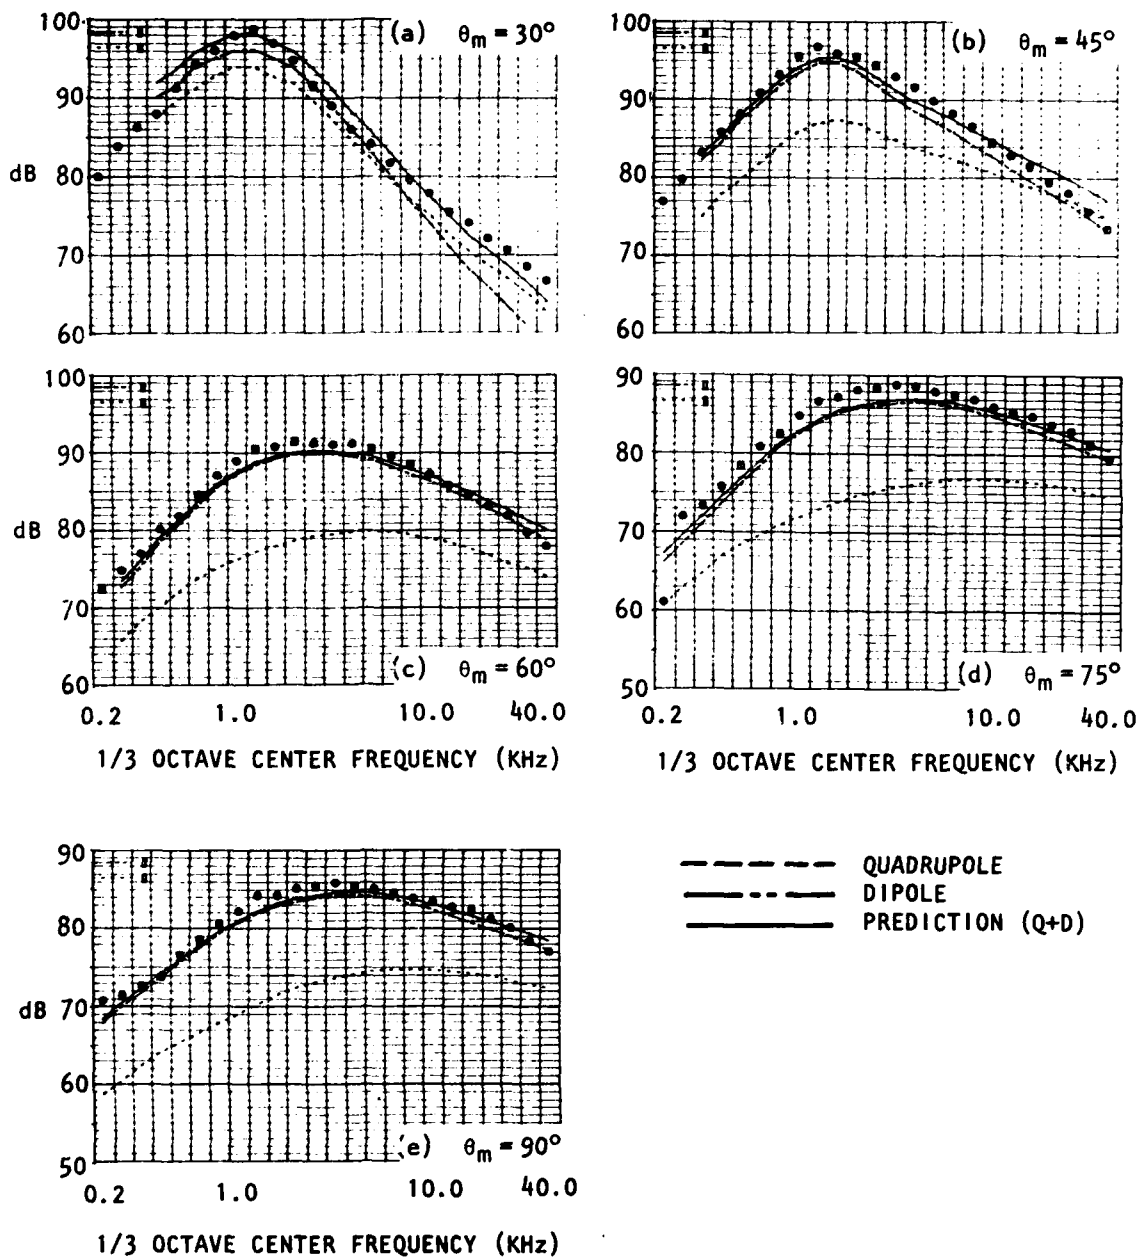 100
90
dB
80
70
60
(a) θm = 30°
100
90
80
70
60
(b) θm = 45°
100
90
dB
80
70
60
(c) θm = 60°
0.2 1.0 10.0 40.0
1/3 OCTAVE CENTER FREQUENCY (KHz)
90
80
70
60
50
(d) θm = 75°
0.2 1.0 10.0 40.0
1/3 OCTAVE CENTER FREQUENCY (KHz)
90
80
dB
70
60
50
(e) θm = 90°
0.2 1.0 10.0 40.0
1/3 OCTAVE CENTER FREQUENCY (KHz)
QUADRUPOLE
DIPOLE
PREDICTION (Q+D)